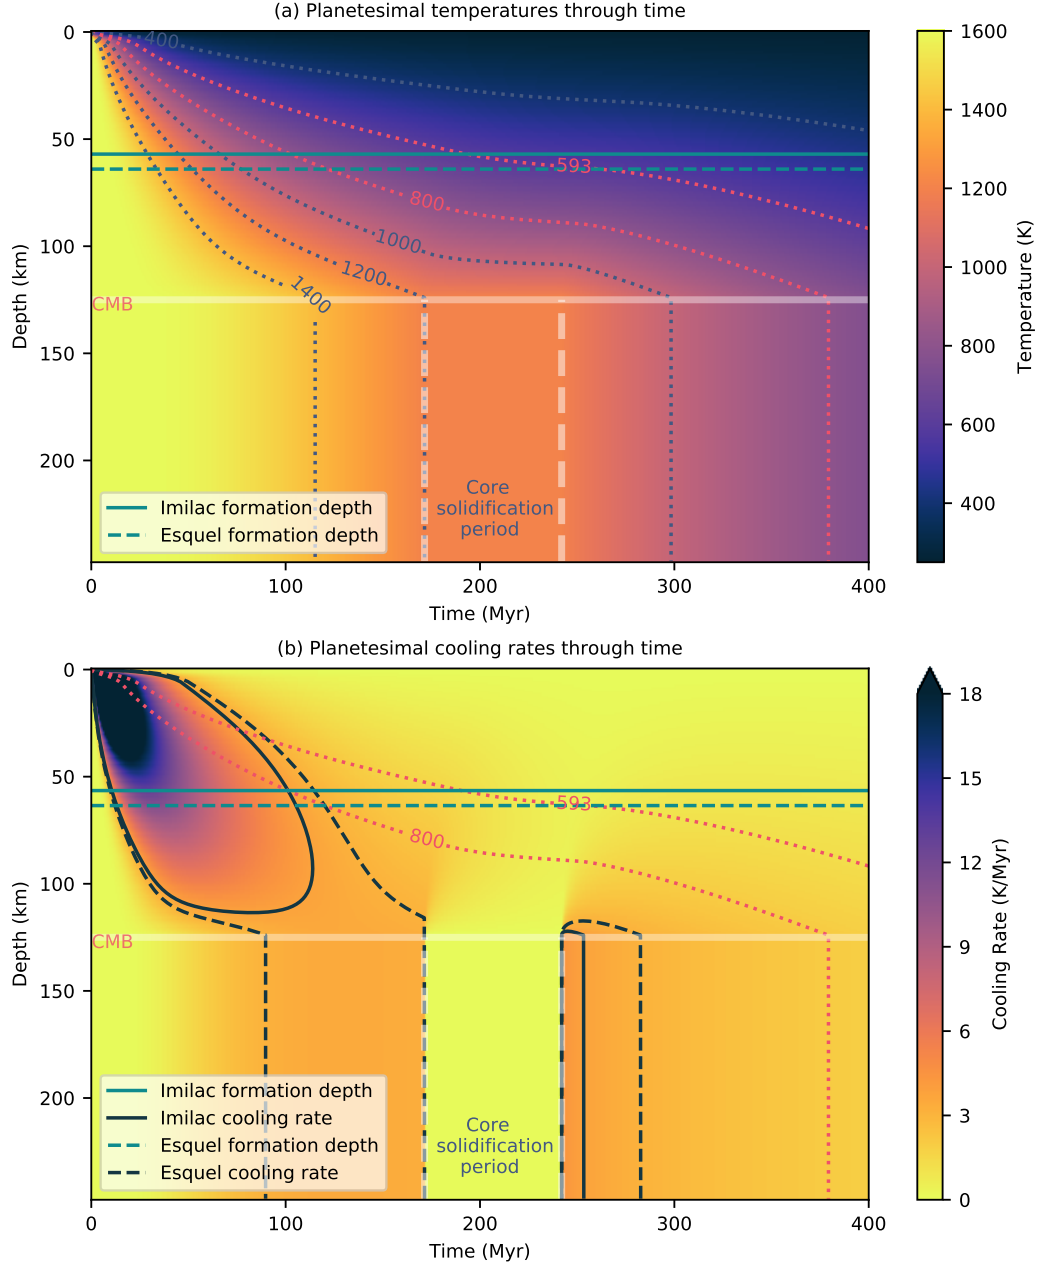 (a) Planetesimal temperatures through time
0
50
100
150
200
Depth (km)
400
593
800
1000
1200
1400
CMB
Core
solidification
period
Imilac formation depth
Esquel formation depth
0 100 200 300 400
Time (Myr)
1600
1400
1200
1000
800
600
400
Temperature (K)
(b) Planetesimal cooling rates through time
0
50
100
150
200
Depth (km)
593
800
CMB
Core
solidification
period
Imilac formation depth
Imilac cooling rate
Esquel formation depth
Esquel cooling rate
0 100 200 300 400
Time (Myr)
18
15
12
9
6
3
0
Cooling Rate (K/Myr)